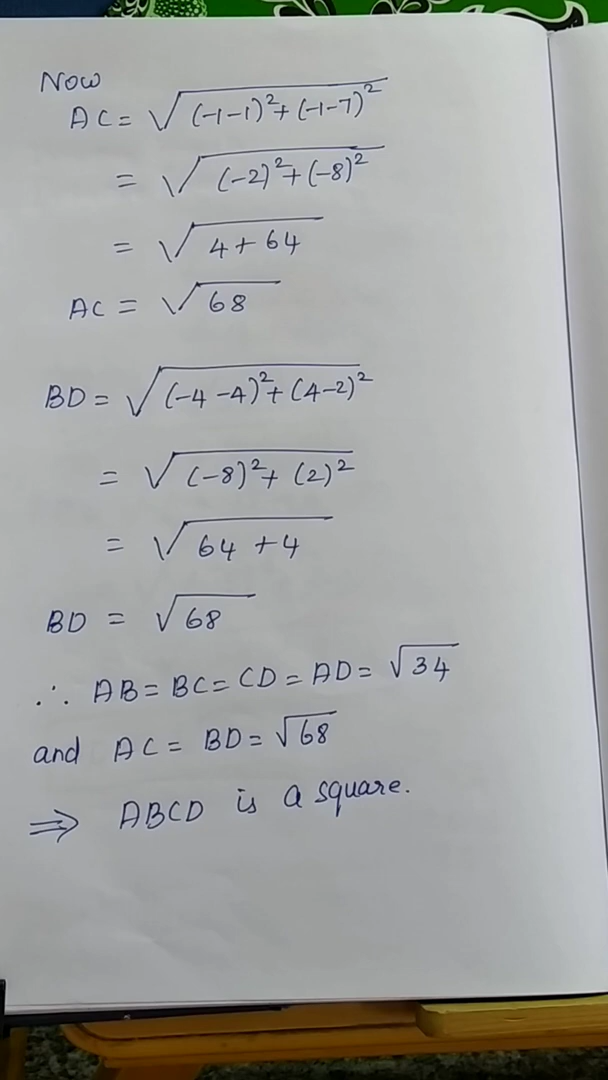 Now
AC = √(-1-1)²+(-1-7)²
= √(-2)²+(-8)²
= √4+64
AC = √68
BD = √(-4-4)²+(4-2)²
= √(-8)²+(2)²
= √64+4
BD = √68
∴ AB = BC = CD = AD = √34
and AC = BD = √68
⇒ ABCD is a square.